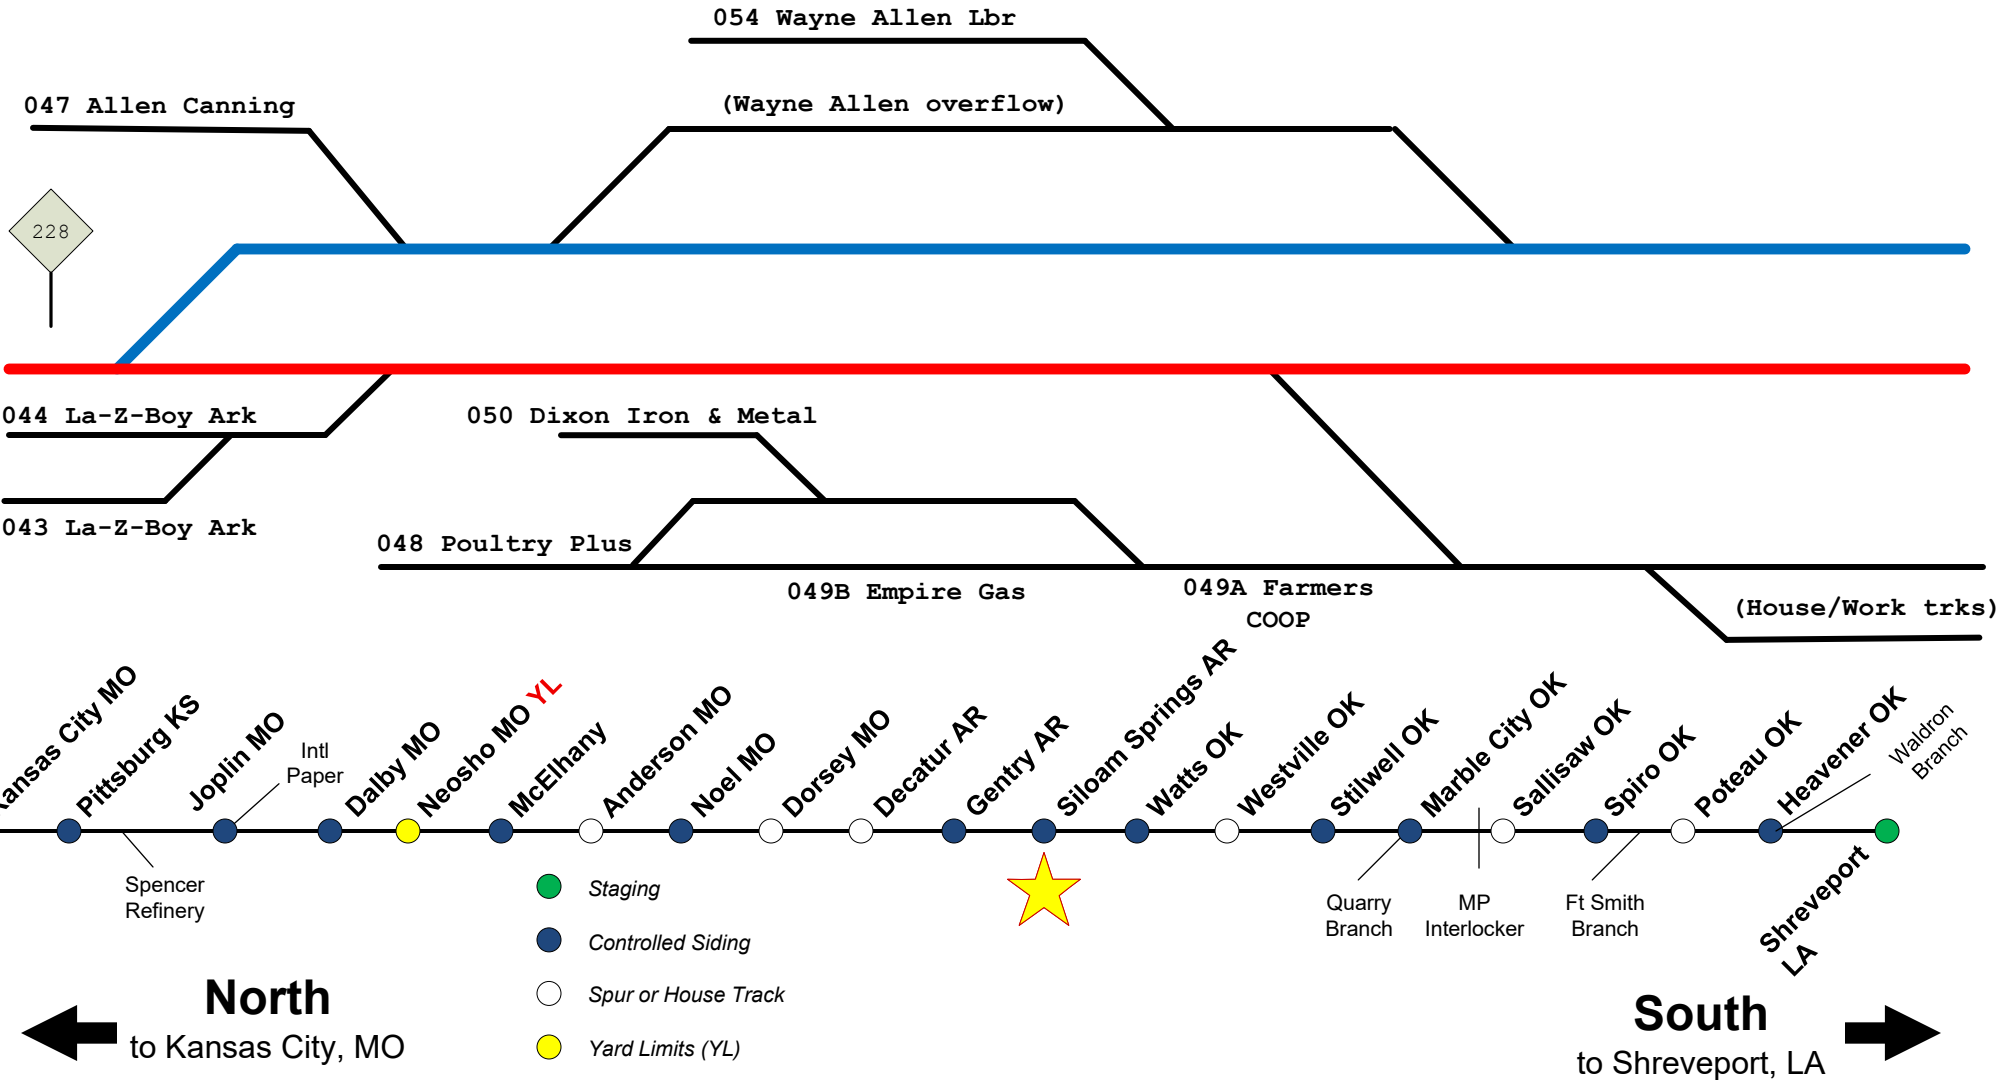 054 Wayne Allen Lbr
047 Allen Canning
(Wayne Allen overflow)
228
044 La-Z-Boy Ark
050 Dixon Iron & Metal
043 La-Z-Boy Ark
048 Poultry Plus
049B Empire Gas
049A Farmers
COOP
(House/Work trks)
Kansas City MO
Pittsburg KS
Joplin MO
Intl
Paper
Dalby MO
Neosho MO YL
McElhany
Anderson MO
Noel MO
Dorsey MO
Decatur AR
Gentry AR
Siloam Springs AR
Watts OK
Westville OK
Stilwell OK
Marble City OK
Sallisaw OK
Spiro OK
Poteau OK
Heavener OK
Waldron
Branch
Spencer
Refinery
Quarry
Branch
MP
Interlocker
Ft Smith
Branch
Shreveport
LA
Staging
Controlled Siding
Spur or House Track
Yard Limits (YL)
North
to Kansas City, MO
South
to Shreveport, LA